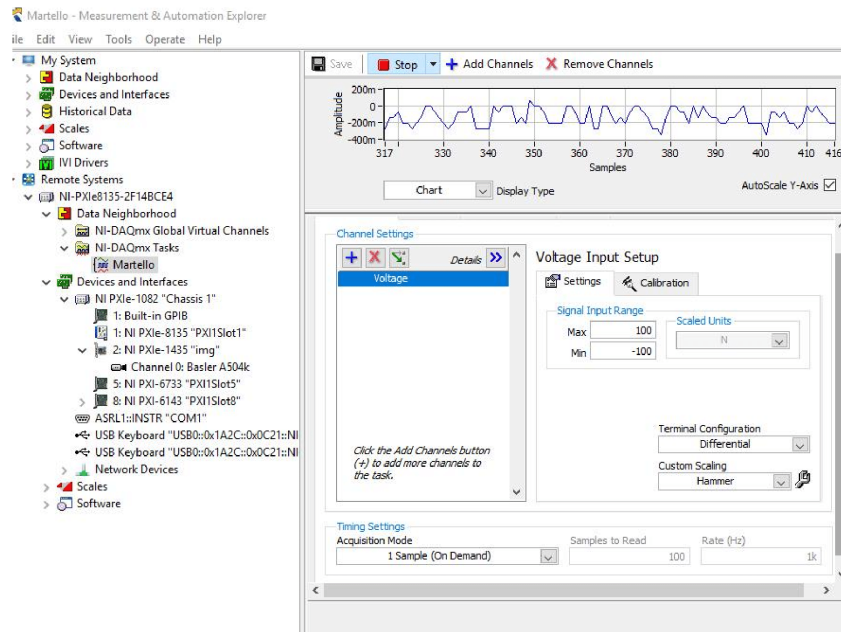 Martello - Measurement & Automation Explorer
ile Edit View Tools Operate Help
My System
Data Neighborhood
Devices and Interfaces
Historical Data
Scales
Software
IVI Drivers
Remote Systems
NI-PXIe8135-2F14BCE4
Data Neighborhood
NI-DAQmx Global Virtual Channels
NI-DAQmx Tasks
Martello
Devices and Interfaces
NI PXIe-1082 "Chassis 1"
1: Built-in GPIB
1: NI PXIe-8135 "PXI1Slot1"
2: NI PXIe-1435 "img"
Channel 0: Basler A504k
5: NI PXI-6733 "PXI1Slot5"
8: NI PXI-6143 "PXI1Slot8"
ASRL1::INSTR "COM1"
USB Keyboard "USB0::0x1A2C::0x0C21::NI
USB Keyboard "USB0::0x1A2C::0x0C21::NI
Network Devices
Scales
Software
Save Stop Add Channels Remove Channels
Amplitude
200m
0
-200m
-400m
317 330 340 350 360 370 380 390 400 410 416
Samples
Chart Display Type AutoScale Y-Axis
Channel Settings
Details
Voltage
Click the Add Channels button
(+) to add more channels to
the task.
Voltage Input Setup
Settings Calibration
Signal Input Range
Max 100
Min -100
Scaled Units
N
Terminal Configuration
Differential
Custom Scaling
Hammer
Timing Settings
Acquisition Mode Samples to Read Rate (Hz)
1 Sample (On Demand) 100 1k